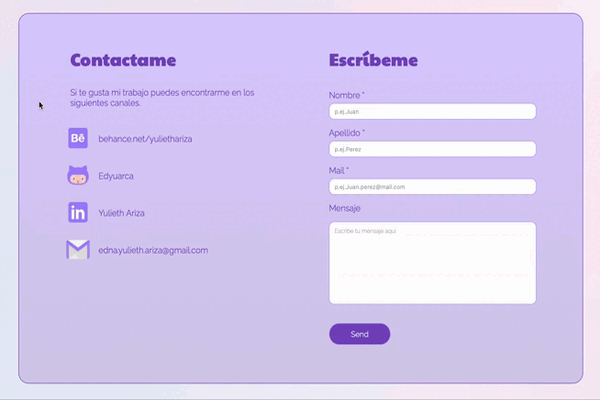 Contactame
Si te gusta mi trabajo puedes encontrarme en los
siguientes canales.
Bē
behance.net/yuliethariza
Edyuarca
in
Yulieth Ariza
edna.yulieth.ariza@gmail.com
Escríbeme
Nombre *
p.ej.Juan
Apellido *
p.ej.Perez
Mail *
p.ej.Juan.perez@mail.com
Mensaje
Escribe tu mensaje aqui
Send